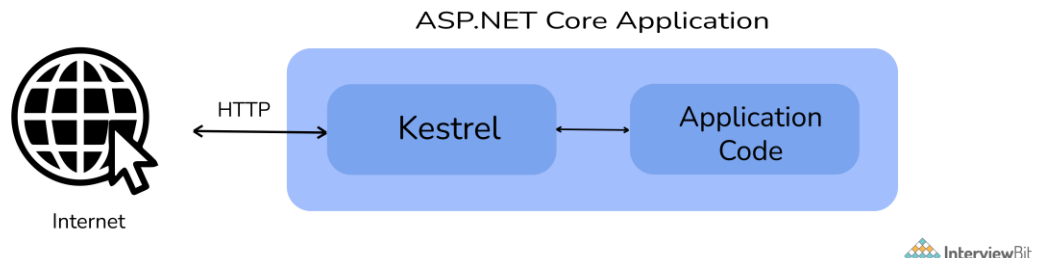 ASP.NET Core Application
HTTP
Kestrel
Application
Code
Internet
InterviewBit